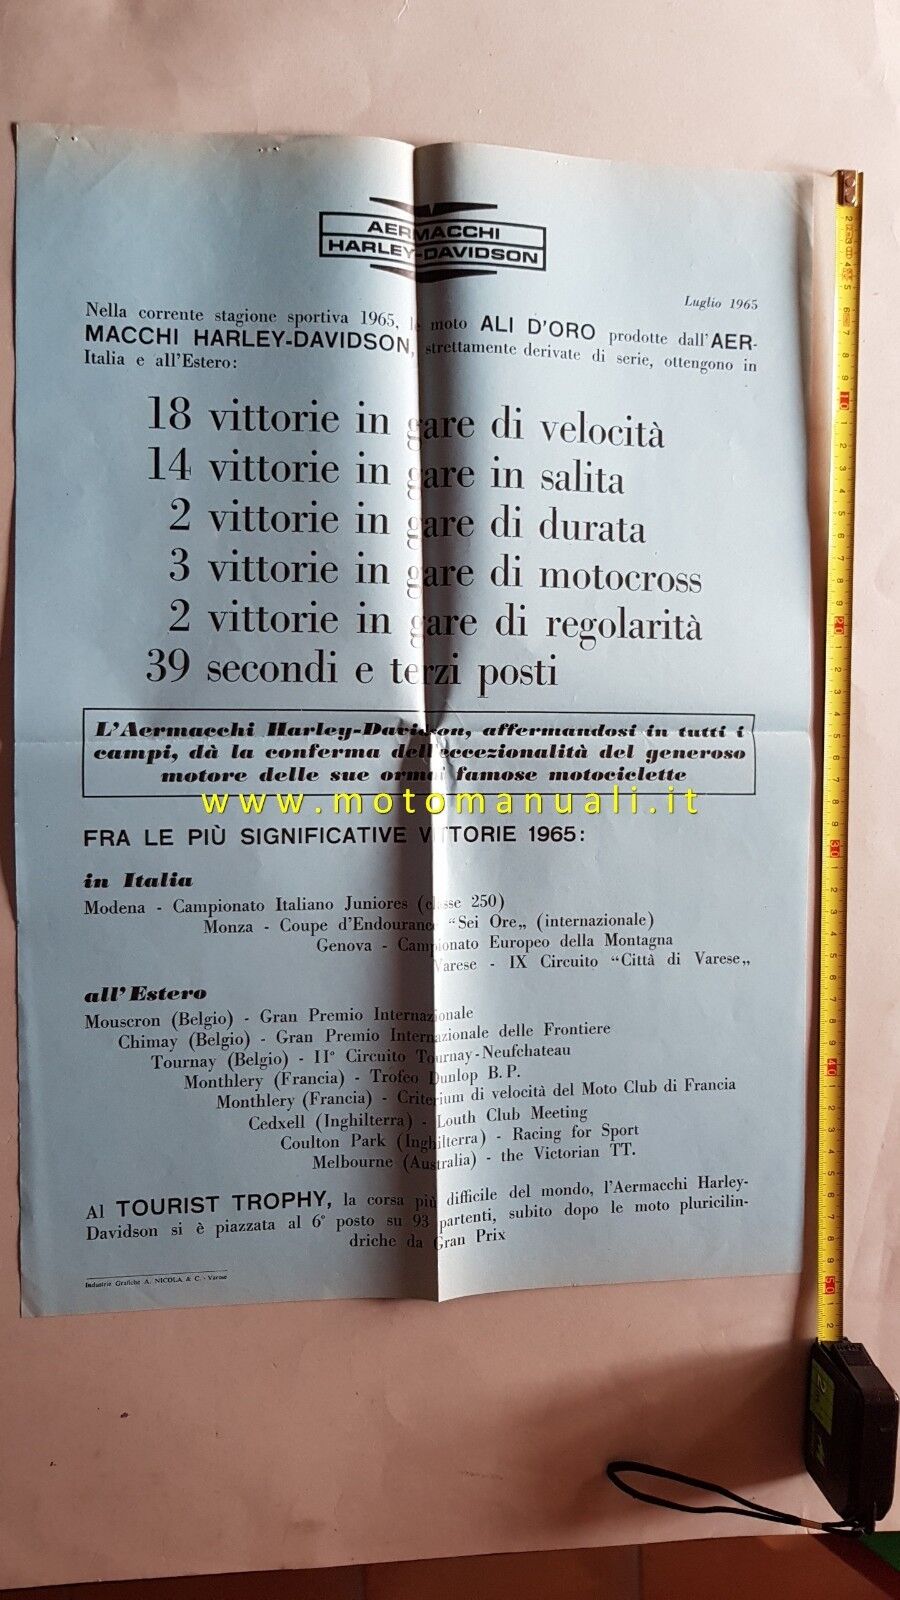 AERMACCHI
HARLEY-DAVIDSON
Luglio 1965
Nella corrente stagione sportiva 1965, le moto ALI D'ORO prodotte dall'AER-
MACCHI HARLEY-DAVIDSON, strettamente derivate di serie, ottengono in
Italia e all'Estero:
18 vittorie in gare di velocità
14 vittorie in gare in salita
2 vittorie in gare di durata
3 vittorie in gare di motocross
2 vittorie in gare di regolarità
39 secondi e terzi posti
L'Aermacchi Harley-Davidson, affermandosi in tutti i
campi, dà la conferma dell'eccezionalità del generoso
motore delle sue ormai famose motociclette
www.motomanuali.it
FRA LE PIÙ SIGNIFICATIVE VITTORIE 1965:
in Italia
Modena - Campionato Italiano Juniores (classe 250)
Monza - Coupe d'Endurance "Sei Ore„ (internazionale)
Genova - Campionato Europeo della Montagna
Varese - IX Circuito "Città di Varese„
all'Estero
Mouscron (Belgio) - Gran Premio Internazionale
Chimay (Belgio) - Gran Premio Internazionale delle Frontiere
Tournay (Belgio) - II° Circuito Tournay-Neufchateau
Monthlery (Francia) - Trofeo Dunlop B.P.
Monthlery (Francia) - Criterium di velocità del Moto Club di Francia
Cedxell (Inghilterra) - Louth Club Meeting
Coulton Park (Inghilterra) - Racing for Sport
Melbourne (Australia) - the Victorian TT.
Al TOURIST TROPHY, la corsa più difficile del mondo, l'Aermacchi Harley-
Davidson si è piazzata al 6° posto su 93 partenti, subito dopo le moto pluricilin-
driche da Gran Prix
Industrie Grafiche A. NICOLA & C. - Varese